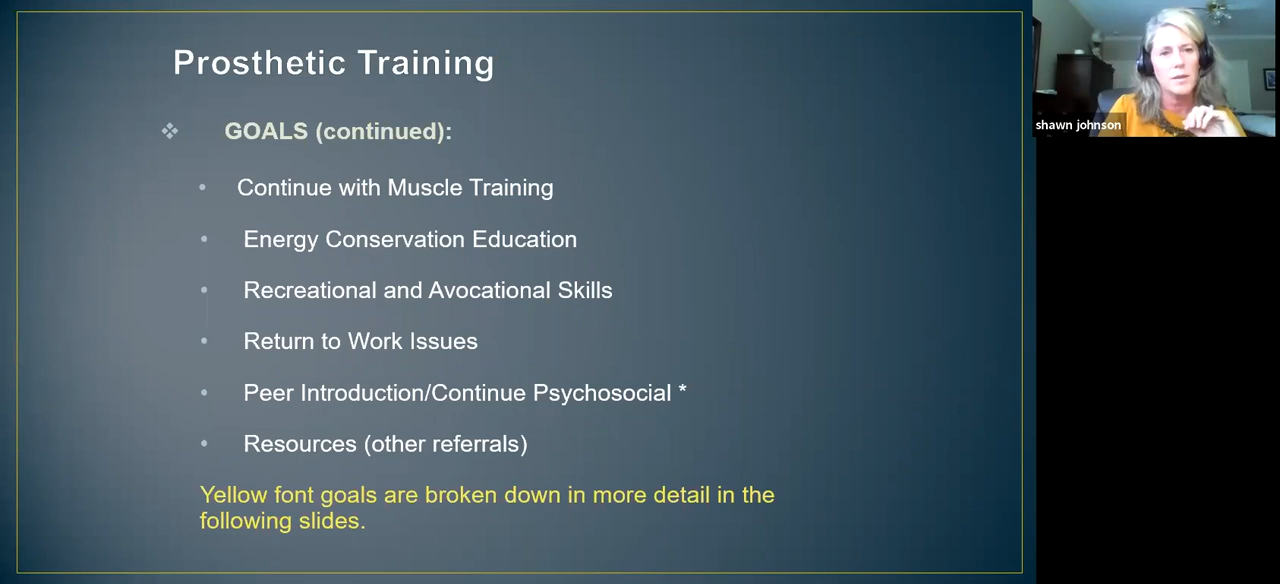 Prosthetic Training
❖ GOALS (continued):
• Continue with Muscle Training
• Energy Conservation Education
• Recreational and Avocational Skills
• Return to Work Issues
• Peer Introduction/Continue Psychosocial *
• Resources (other referrals)
Yellow font goals are broken down in more detail in the
following slides.
shawn johnson